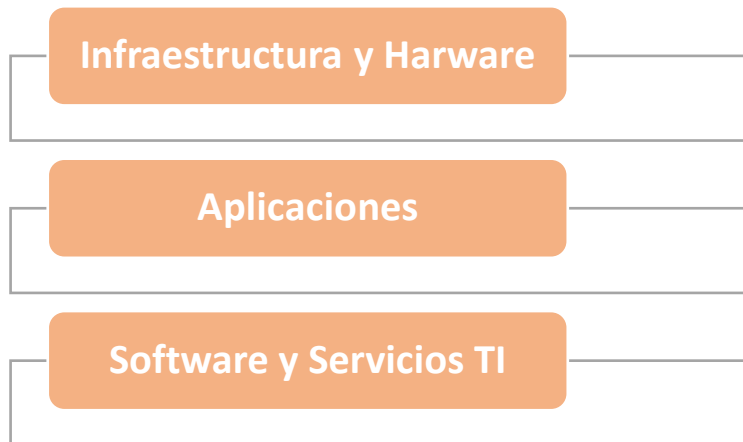 Infraestructura y Harware
Aplicaciones
Software y Servicios TI